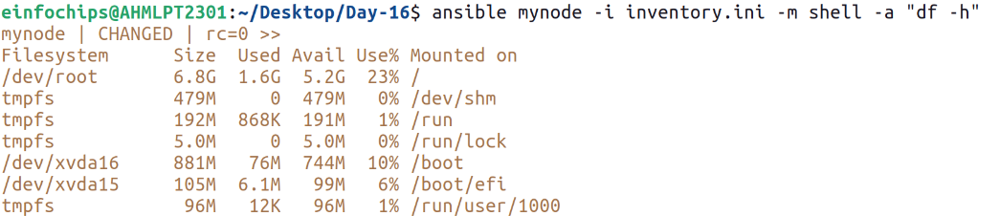 einfochips@AHMLPT2301:~/Desktop/Day-16$ ansible mynode -i inventory.ini -m shell -a "df -h"
mynode | CHANGED | rc=0 >>
Filesystem      Size  Used Avail Use% Mounted on
/dev/root       6.8G  1.6G  5.2G  23% /
tmpfs           479M     0  479M   0% /dev/shm
tmpfs           192M  868K  191M   1% /run
tmpfs           5.0M     0  5.0M   0% /run/lock
/dev/xvda16     881M   76M  744M  10% /boot
/dev/xvda15     105M  6.1M   99M   6% /boot/efi
tmpfs            96M   12K   96M   1% /run/user/1000